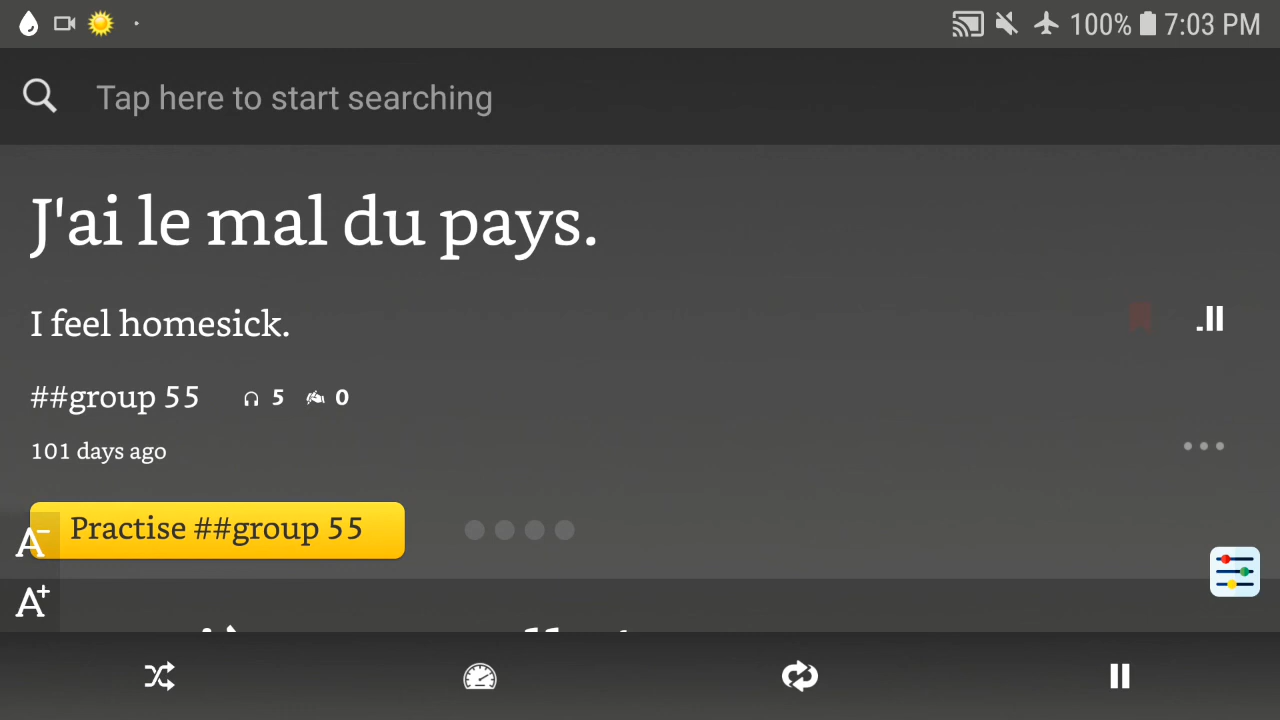 100% 7:03 PM
Tap here to start searching
J'ai le mal du pays.
I feel homesick.
##group 55 5 0
101 days ago
Practise ##group 55
A-
A+